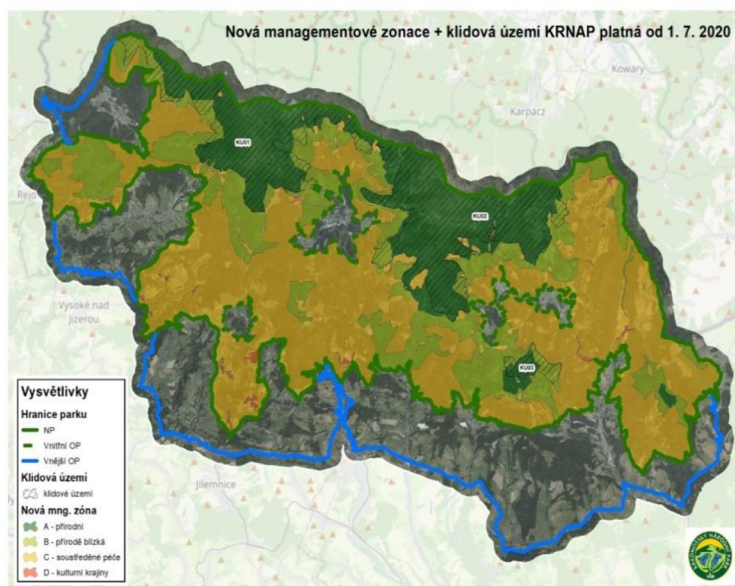 Nová managementové zonace + klidová území KRNAP platná od 1. 7. 2020
Kowary
Karpacz
KU01
KU02
KU03
Vysoké nad
Jizerou
Jilemnice
Vysvětlivky
Hranice parku
NP
Vnitřní OP
Vnější OP
Klidová území
klidové území
Nová mng. zóna
A - přírodní
B - přírodě blízká
C - soustředěné péče
D - kulturní krajiny